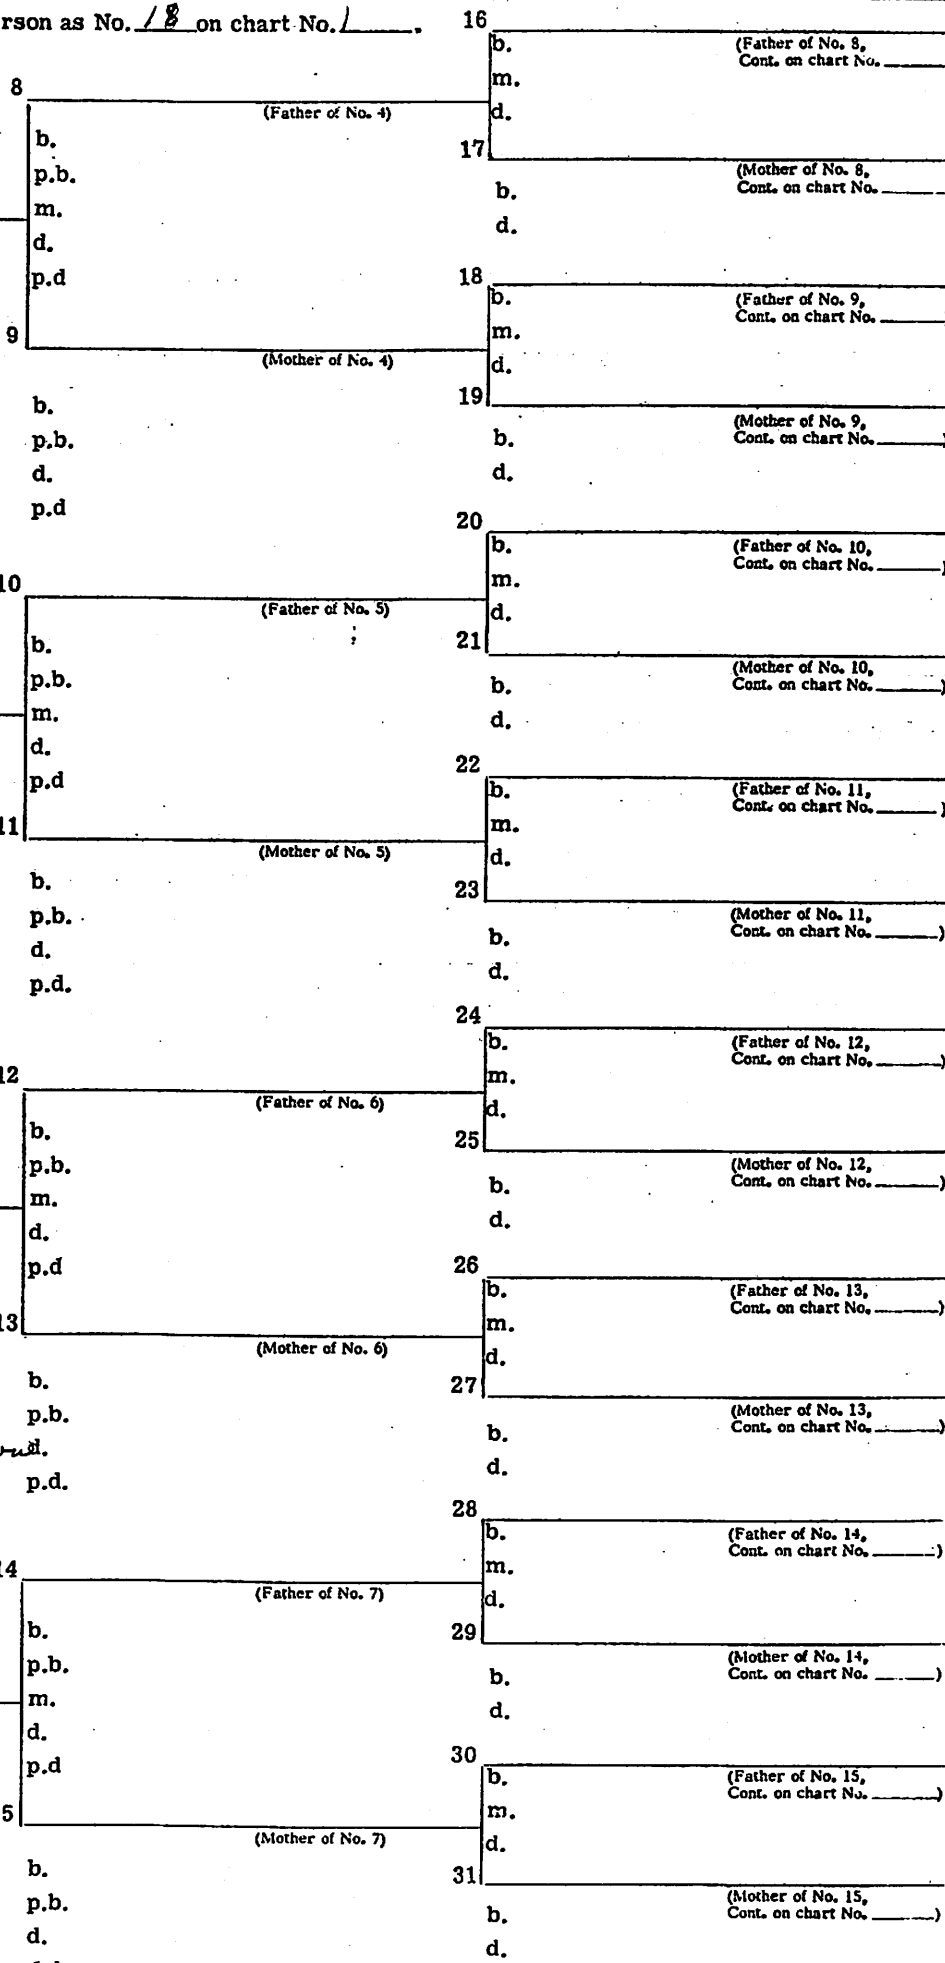 rson as No. 18 on chart No. 1.
8
(Father of No. 4)
b.
p.b.
m.
d.
p.d
9
(Mother of No. 4)
b.
p.b.
d.
p.d
10
(Father of No. 5)
b.
p.b.
m.
d.
p.d
11
(Mother of No. 5)
b.
p.b.
d.
p.d.
12
(Father of No. 6)
b.
p.b.
m.
d.
p.d
13
(Mother of No. 6)
b.
p.b.
d.
p.d.
14
(Father of No. 7)
b.
p.b.
m.
d.
p.d
5
(Mother of No. 7)
b.
p.b.
d.
16
b.
(Father of No. 8,
Cont. on chart No.
m.
d.
17
(Mother of No. 8,
Cont. on chart No.
b.
d.
18
b.
(Father of No. 9,
Cont. on chart No.
m.
d.
19
(Mother of No. 9,
Cont. on chart No. )
b.
d.
20
b.
(Father of No. 10,
Cont. on chart No. )
m.
d.
21
(Mother of No. 10,
Cont. on chart No. )
b.
d.
22
b.
(Father of No. 11,
Cont. on chart No. )
m.
d.
23
(Mother of No. 11,
Cont. on chart No. )
b.
d.
24
b.
(Father of No. 12,
Cont. on chart No. )
m.
d.
25
(Mother of No. 12,
Cont. on chart No. )
b.
d.
26
b.
(Father of No. 13,
Cont. on chart No. )
m.
d.
27
(Mother of No. 13,
Cont. on chart No. )
b.
d.
28
b.
(Father of No. 14,
Cont. on chart No. )
m.
d.
29
(Mother of No. 14,
Cont. on chart No. )
b.
d.
30
b.
(Father of No. 15,
Cont. on chart No. )
m.
d.
31
(Mother of No. 15,
Cont. on chart No. )
b.
d.